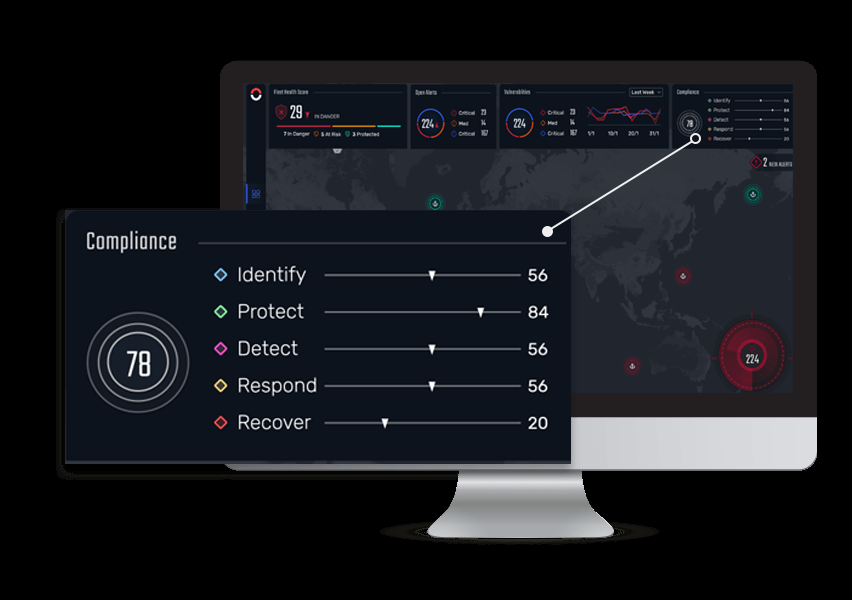 Fleet Health Score
29
IN DANGER
7 In Danger
5 At Risk
3 Protected
Open Alerts
224
Critical 23
Med 14
Critical 167
Vulnerabilities
Last Week
224
Critical 23
Med 14
Critical 167
1/1 10/1 20/1 31/1
Compliance
78
Identify 56
Protect 84
Detect 56
Respond 56
Recover 20
2 NEW ALERTS
224
Compliance
78
Identify 56
Protect 84
Detect 56
Respond 56
Recover 20